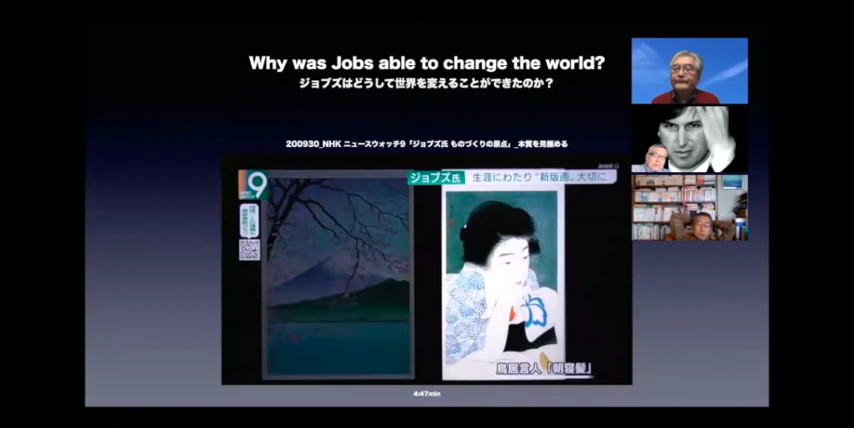 Why was Jobs able to change the world?
ジョブズはどうして世界を変えることができたのか？
200930_NHK ニュースウォッチ9「ジョブズ氏 ものづくりの原点」_本質を見極める
NHK G
9
ジョブズ氏 生涯にわたり“新版画”大切に
鳥居言人「朝寝髪」
4:47min